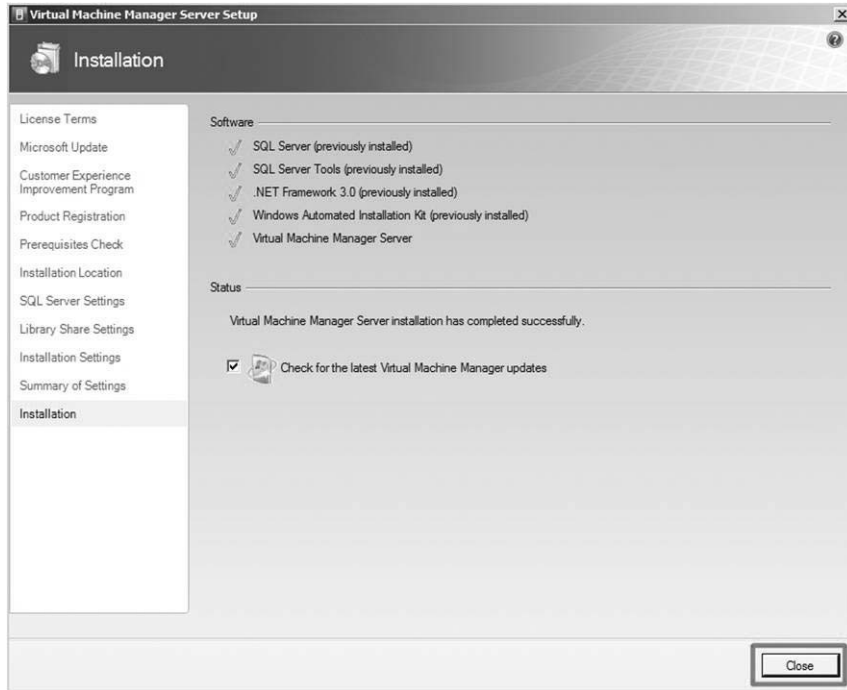 Virtual Machine Manager Server Setup
Installation
License Terms
Microsoft Update
Customer Experience
Improvement Program
Product Registration
Prerequisites Check
Installation Location
SQL Server Settings
Library Share Settings
Installation Settings
Summary of Settings
Installation
Software
SQL Server (previously installed)
SQL Server Tools (previously installed)
.NET Framework 3.0 (previously installed)
Windows Automated Installation Kit (previously installed)
Virtual Machine Manager Server
Status
Virtual Machine Manager Server installation has completed successfully.
Check for the latest Virtual Machine Manager updates
Close